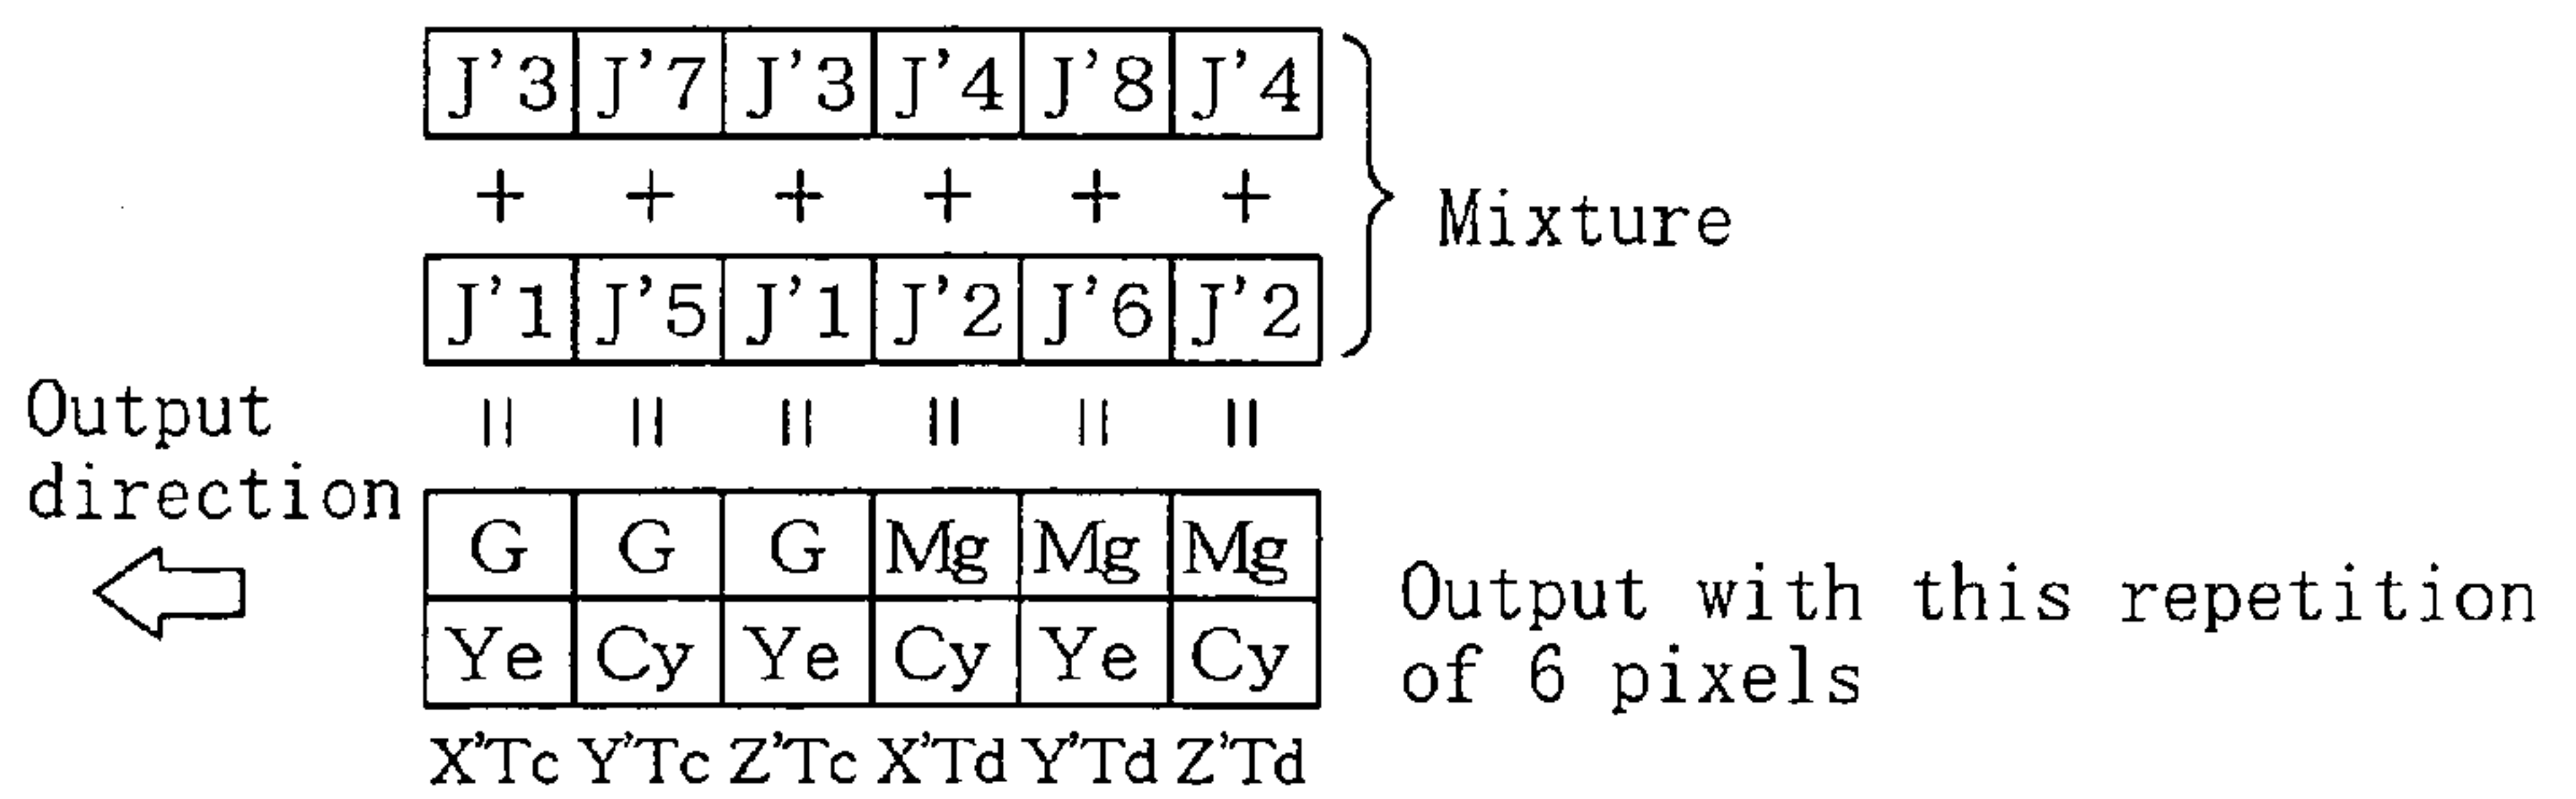 J’3 J’7 J’3 J’4 J’8 J’4
+ + + + + +
Mixture
J’1 J’5 J’1 J’2 J’6 J’2
= = = = = =
Output
direction
G G G Mg Mg Mg
Ye Cy Ye Cy Ye Cy
X’Tc Y’Tc Z’Tc X’Td Y’Td Z’Td
Output with this repetition
of 6 pixels